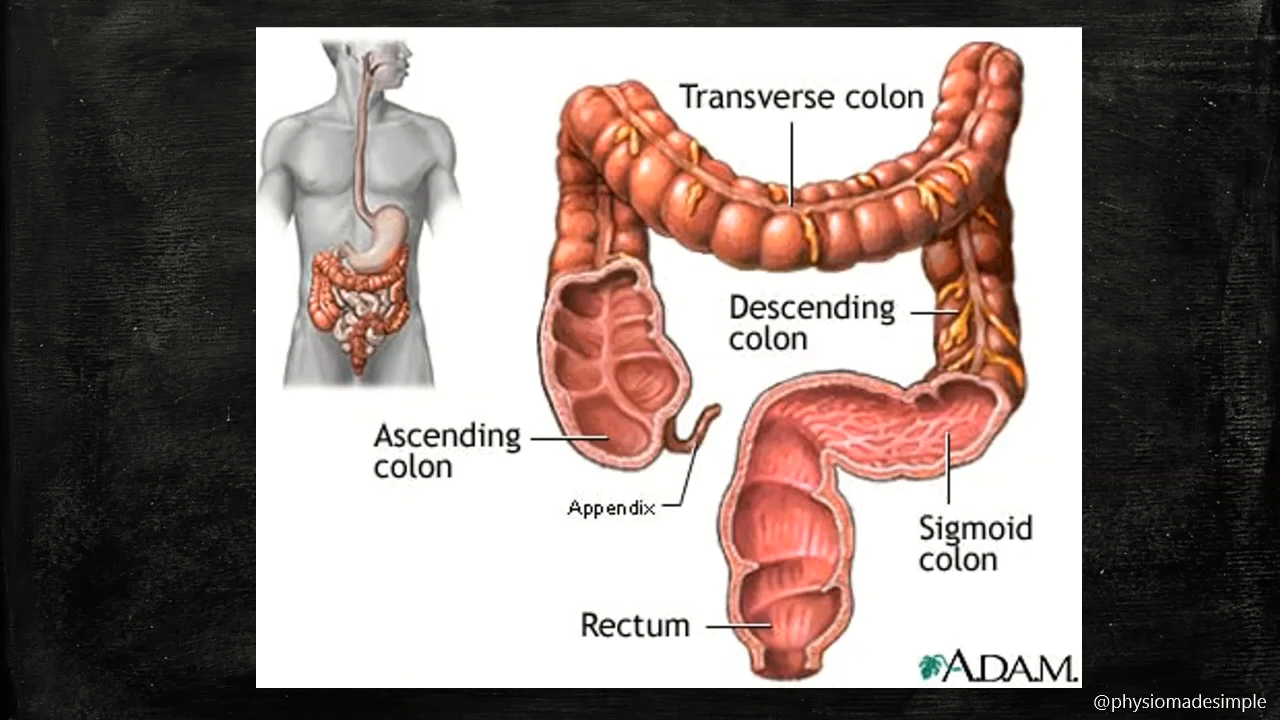 Transverse colon
Descending
colon
Ascending
colon
Appendix
Sigmoid
colon
Rectum
A.D.A.M.
@physiomadesimple